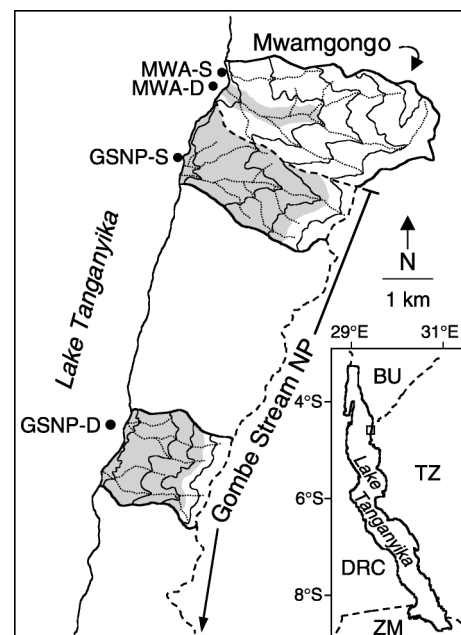 Mwamgongo
MWA-S
MWA-D
GSNP-S
N
1 km
Lake Tanganyika
Gombe Stream NP
GSNP-D
29°E
31°E
BU
4°S
TZ
Lake
Tanganyika
6°S
DRC
8°S
ZM